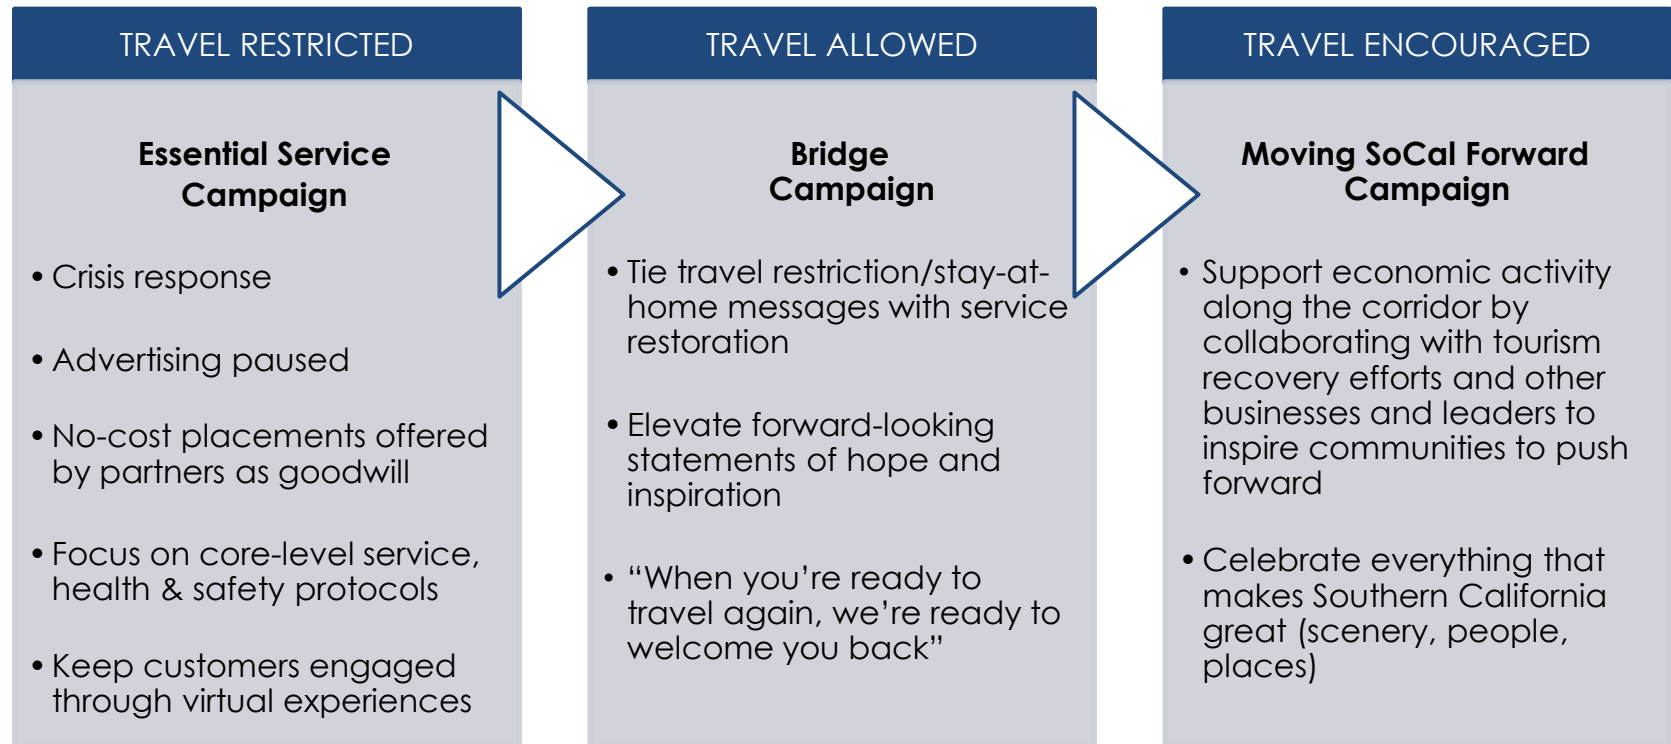 TRAVEL RESTRICTED
Essential Service
Campaign
• Crisis response
• Advertising paused
• No-cost placements offered
by partners as goodwill
• Focus on core-level service,
health & safety protocols
• Keep customers engaged
through virtual experiences
TRAVEL ALLOWED
Bridge
Campaign
• Tie travel restriction/stay-at-
home messages with service
restoration
• Elevate forward-looking
statements of hope and
inspiration
• “When you’re ready to
travel again, we’re ready to
welcome you back”
TRAVEL ENCOURAGED
Moving SoCal Forward
Campaign
• Support economic activity
along the corridor by
collaborating with tourism
recovery efforts and other
businesses and leaders to
inspire communities to push
forward
• Celebrate everything that
makes Southern California
great (scenery, people,
places)